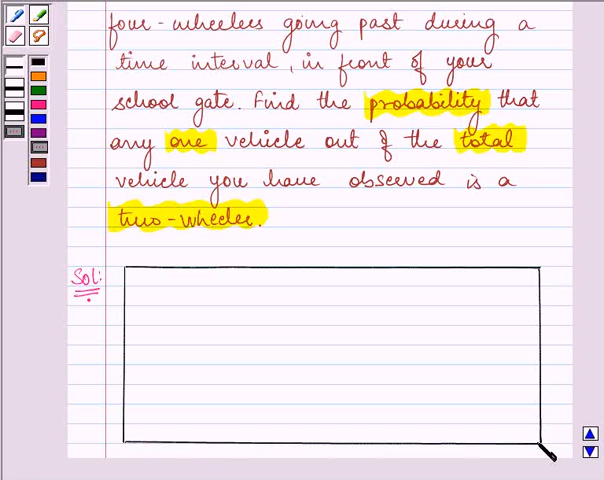 four-wheelers going past during a
time interval, in front of your
school gate. Find the probability that
any one vehicle out of the total
vehicle you have observed is a
two-wheeler.
Sol: